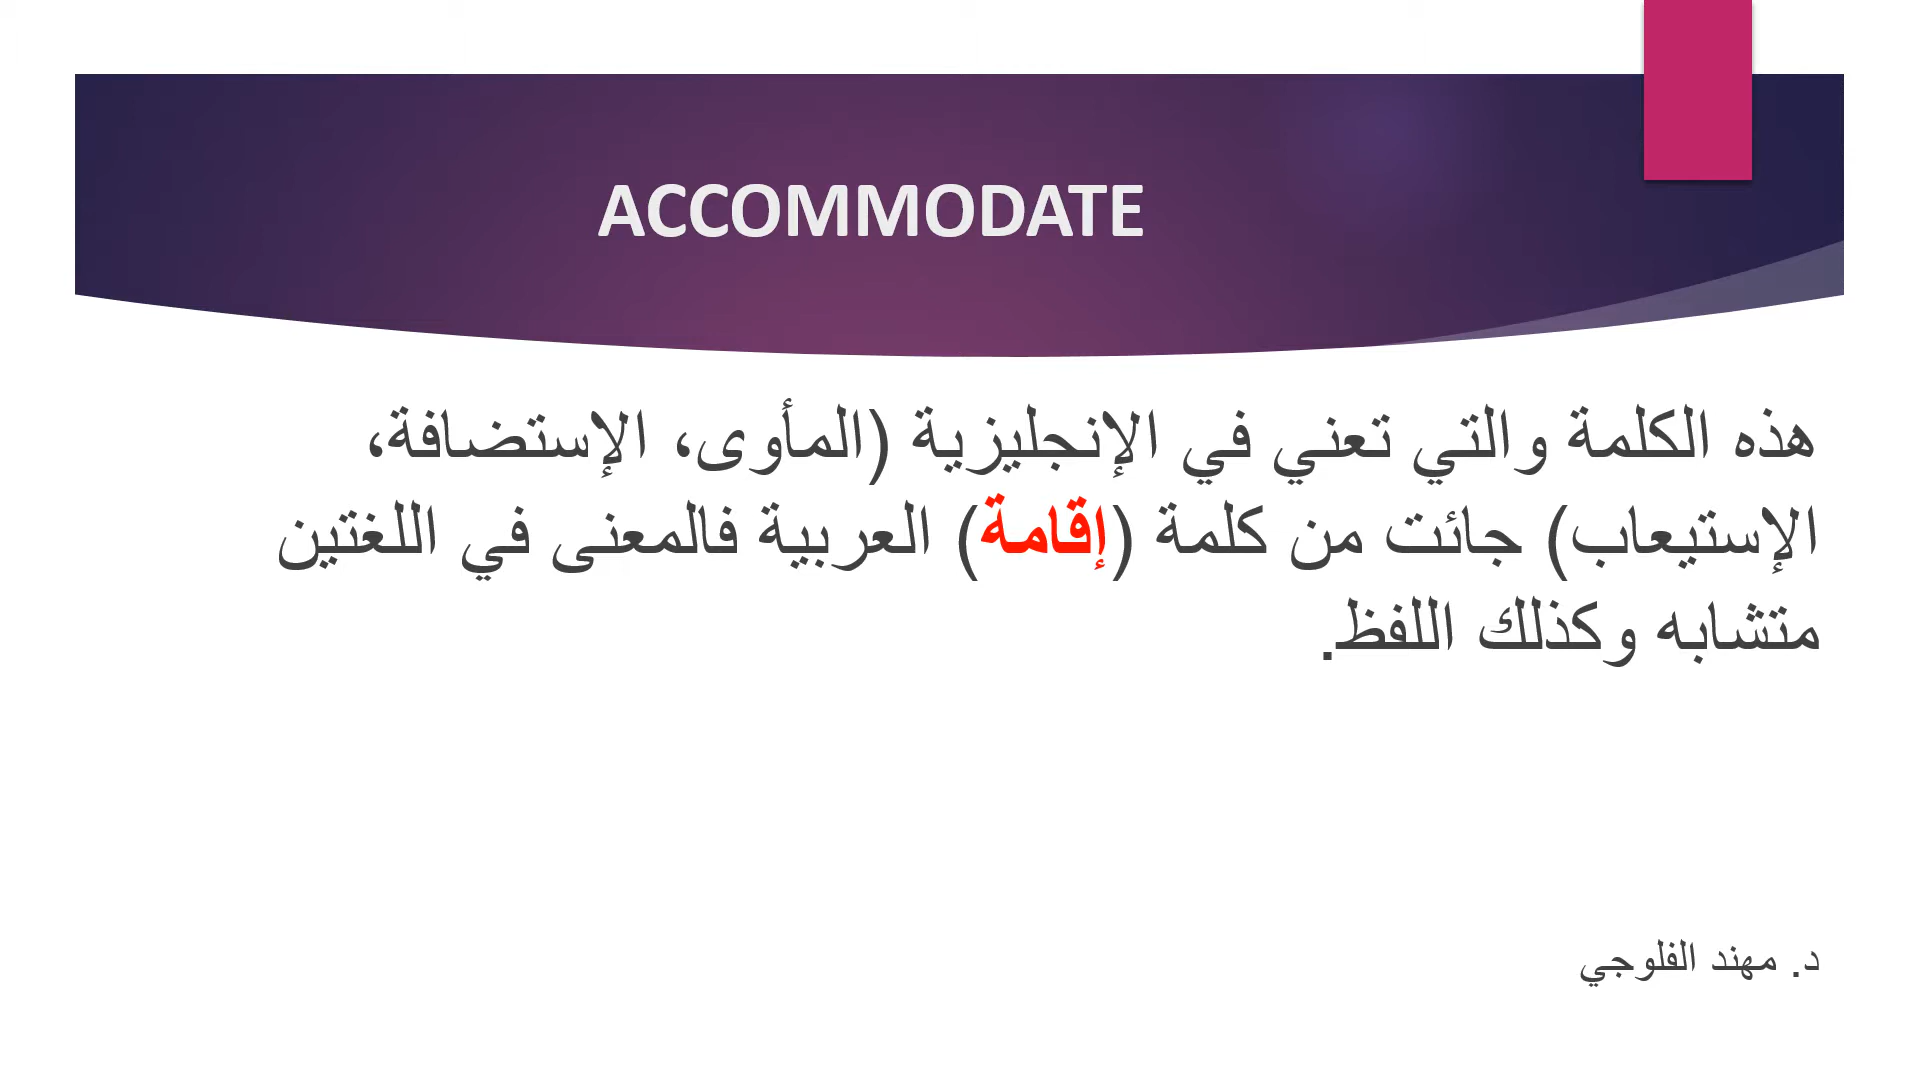 ACCOMMODATE
هذه الكلمة والتي تعني في الإنجليزية (المأوى، الإستضافة،
الإستيعاب) جائت من كلمة (إقامة) العربية فالمعنى في اللغتين
متشابه وكذلك اللفظ.
د. مهند الفلوجي